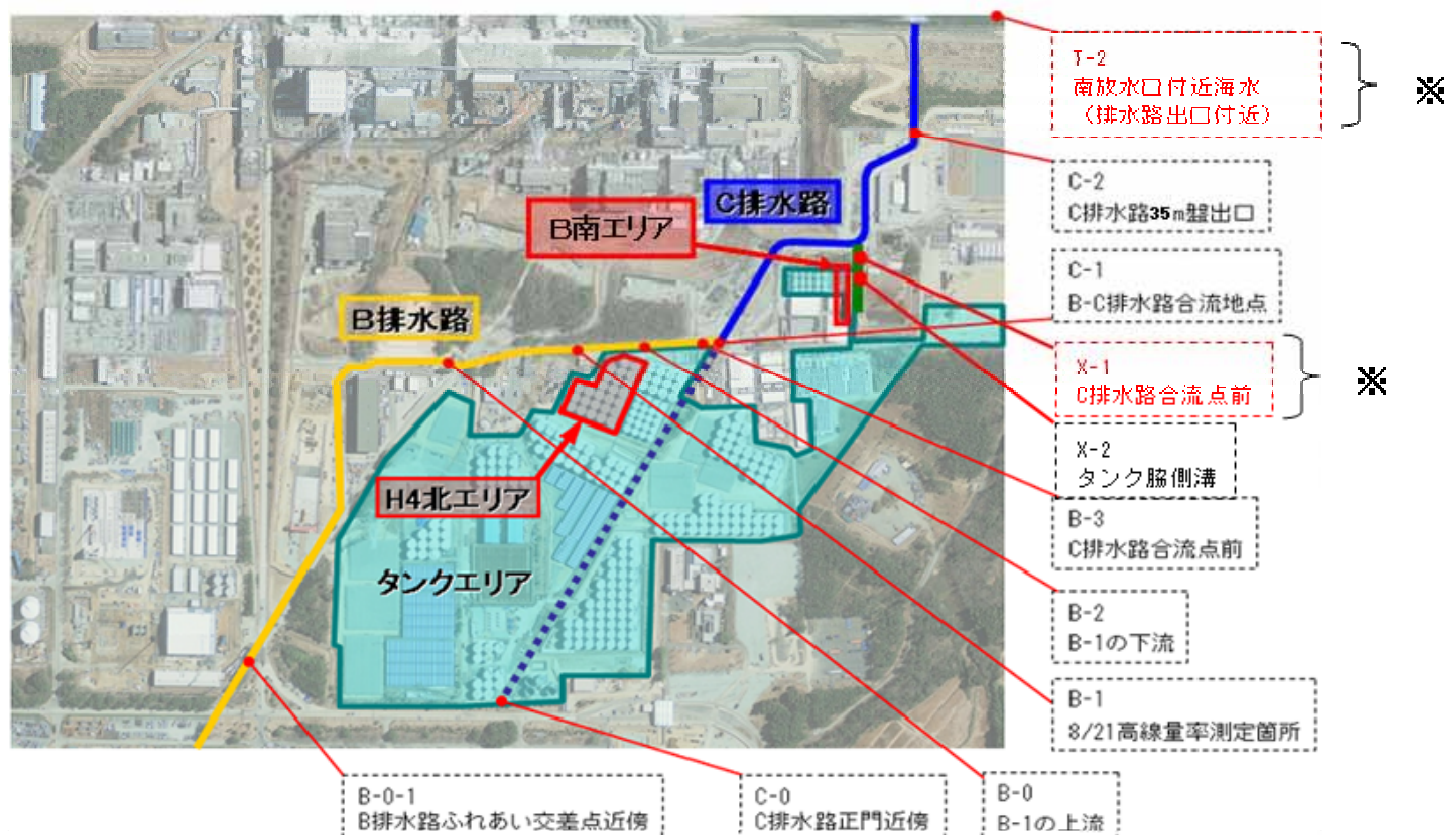 T-2
南放水口付近海水
（排水路出口付近）
※
C-2
C排水路35m盤出口
C排水路
B南エリア
C-1
B-C排水路合流地点
B排水路
X-1
C排水路合流点前
※
X-2
タンク脇側溝
H4北エリア
B-3
C排水路合流点前
タンクエリア
B-2
B-1の下流
B-1
8/21高線量率測定箇所
B-0-1
B排水路ふれあい交差点近傍
C-0
C排水路正門近傍
B-0
B-1の上流